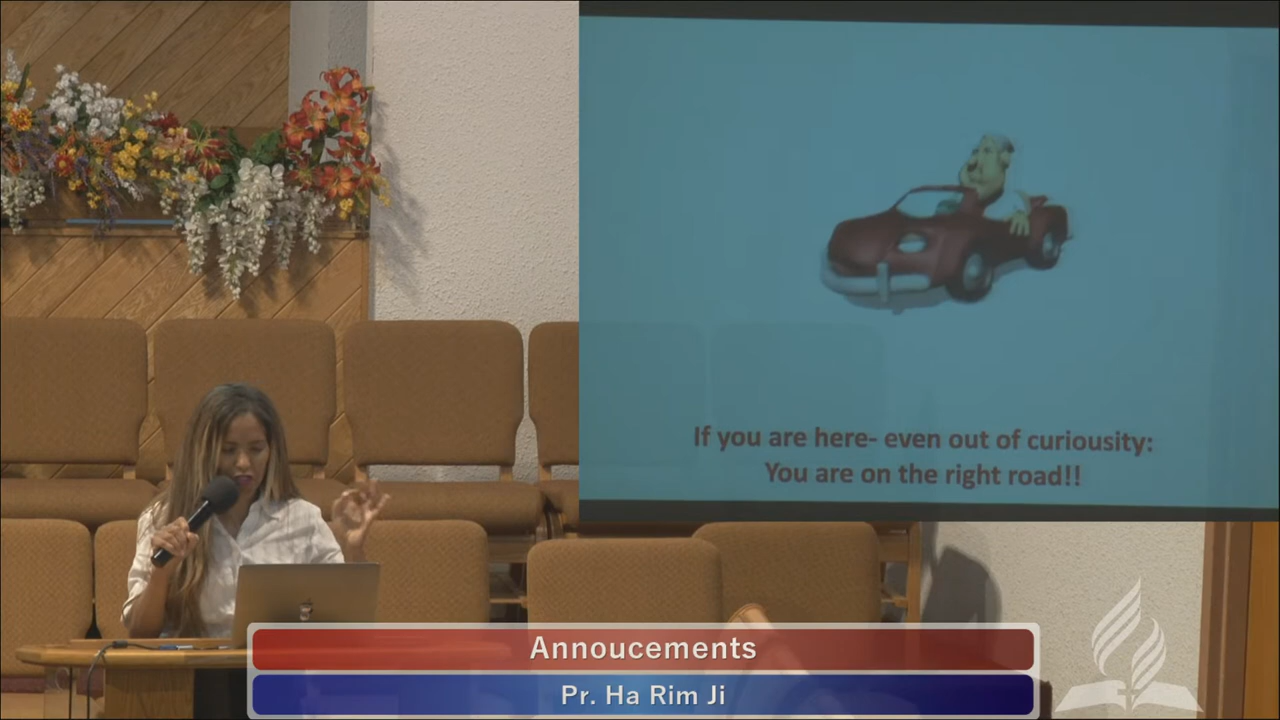 If you are here- even out of curiousity:
You are on the right road!!
Annoucements
Pr. Ha Rim Ji